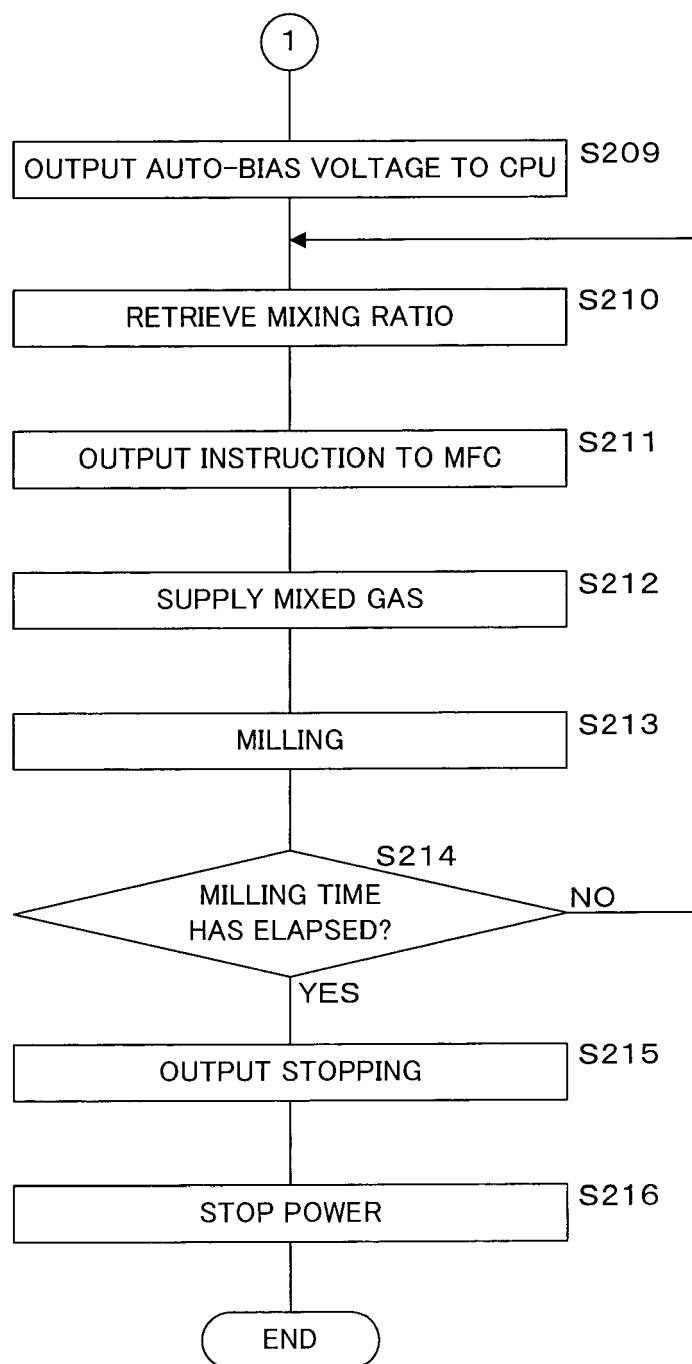 1
OUTPUT AUTO-BIAS VOLTAGE TO CPU
S209
RETRIEVE MIXING RATIO
S210
OUTPUT INSTRUCTION TO MFC
S211
SUPPLY MIXED GAS
S212
MILLING
S213
S214
MILLING TIME
HAS ELAPSED?
NO
YES
OUTPUT STOPPING
S215
STOP POWER
S216
END